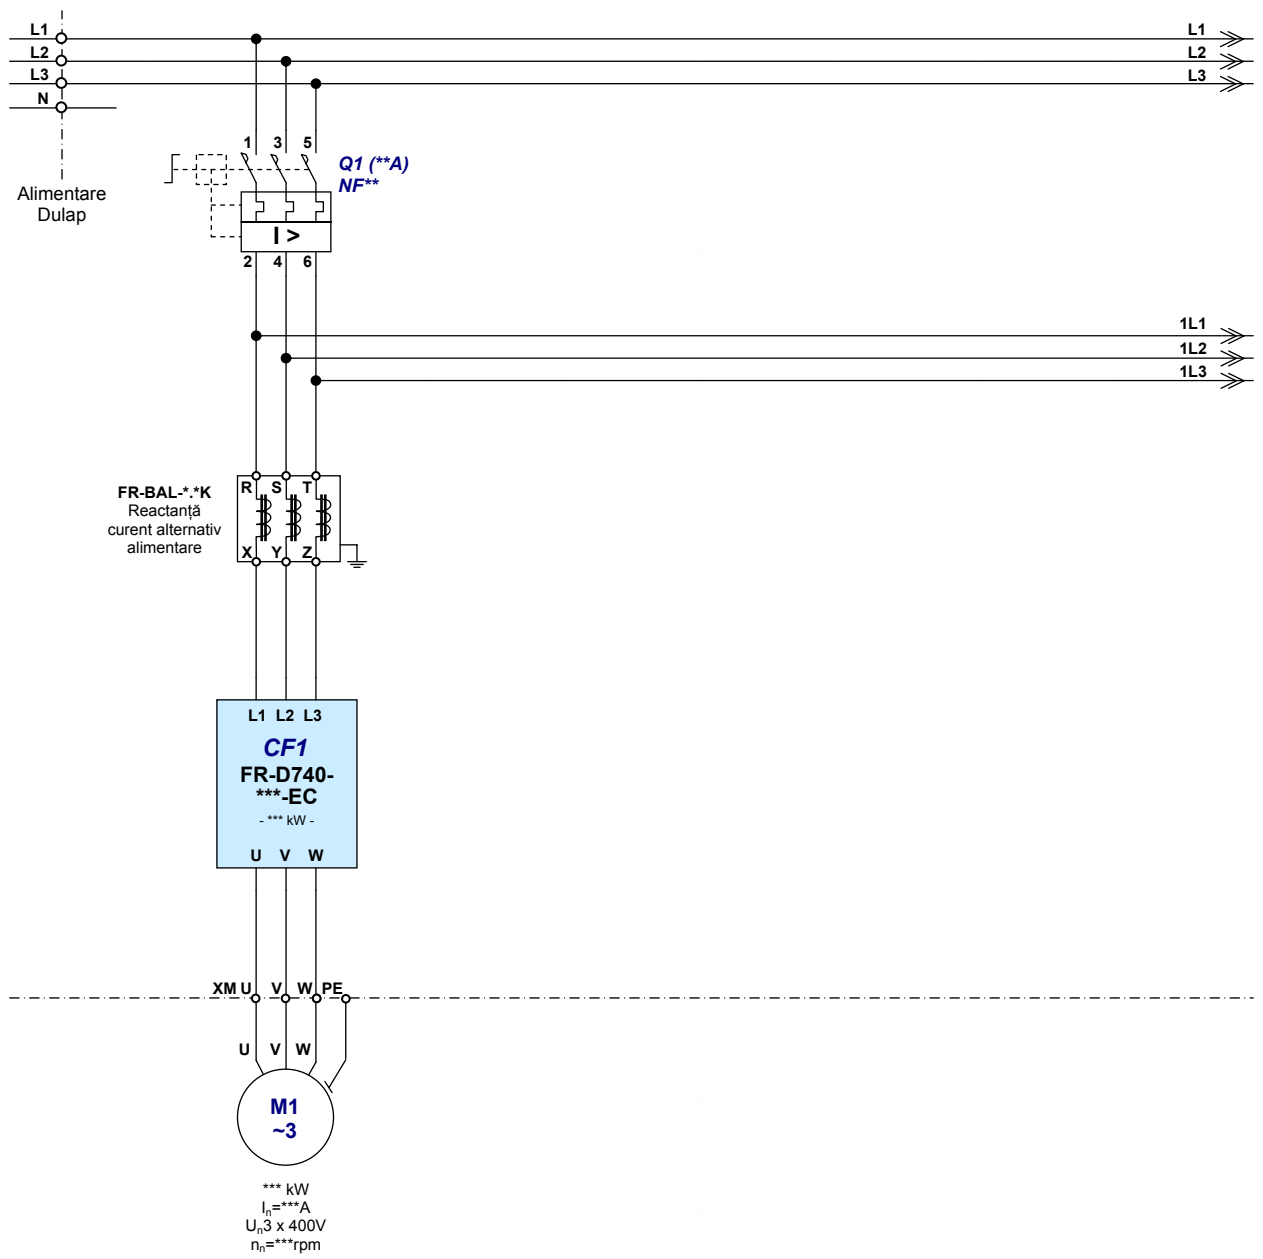 L1 L1
L2 L2
L3 L3
N
Alimentare
Dulap
1 3 5
Q1 (**A)
NF**
I >
2 4 6
1L1
1L2
1L3
FR-BAL-*.*K
Reactanță
curent alternativ
alimentare
R S T
X Y Z
L1 L2 L3
CF1
FR-D740-
***-EC
- *** kW -
U V W
XM U V W PE
U V W
M1
~3
*** kW
In=***A
Un3 x 400V
nn=***rpm